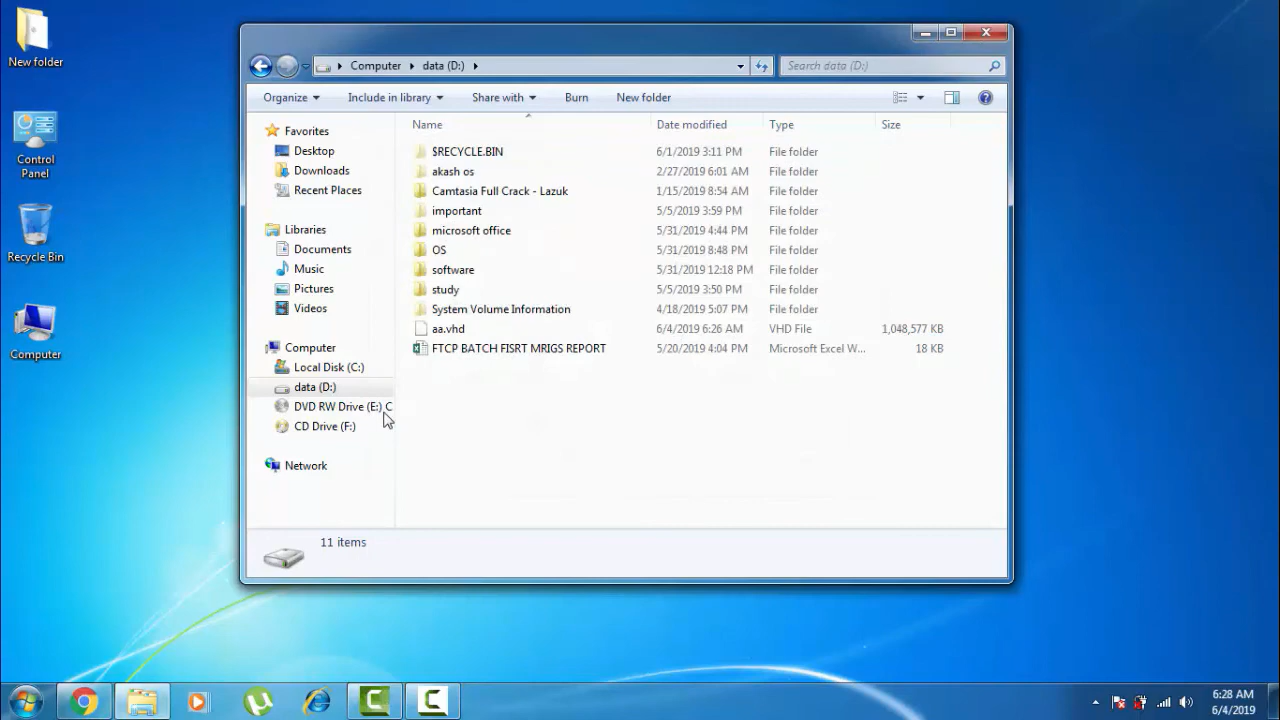 New folder
Control
Panel
Recycle Bin
Computer
Computer data (D:)
Search data (D:)
Organize Include in library Share with Burn New folder
Favorites
Desktop
Downloads
Recent Places
Libraries
Documents
Music
Pictures
Videos
Computer
Local Disk (C:)
data (D:)
DVD RW Drive (E:) C
CD Drive (F:)
Network
Name Date modified Type Size
$RECYCLE.BIN 6/1/2019 3:11 PM File folder
akash os 2/27/2019 6:01 AM File folder
Camtasia Full Crack - Lazuk 1/15/2019 8:54 AM File folder
important 5/5/2019 3:59 PM File folder
microsoft office 5/31/2019 4:44 PM File folder
OS 5/31/2019 8:48 PM File folder
software 5/31/2019 12:18 PM File folder
study 5/5/2019 3:50 PM File folder
System Volume Information 4/18/2019 5:07 PM File folder
aa.vhd 6/4/2019 6:26 AM VHD File 1,048,577 KB
FTCP BATCH FISRT MRIGS REPORT 5/20/2019 4:04 PM Microsoft Excel W... 18 KB
11 items
6:28 AM
6/4/2019